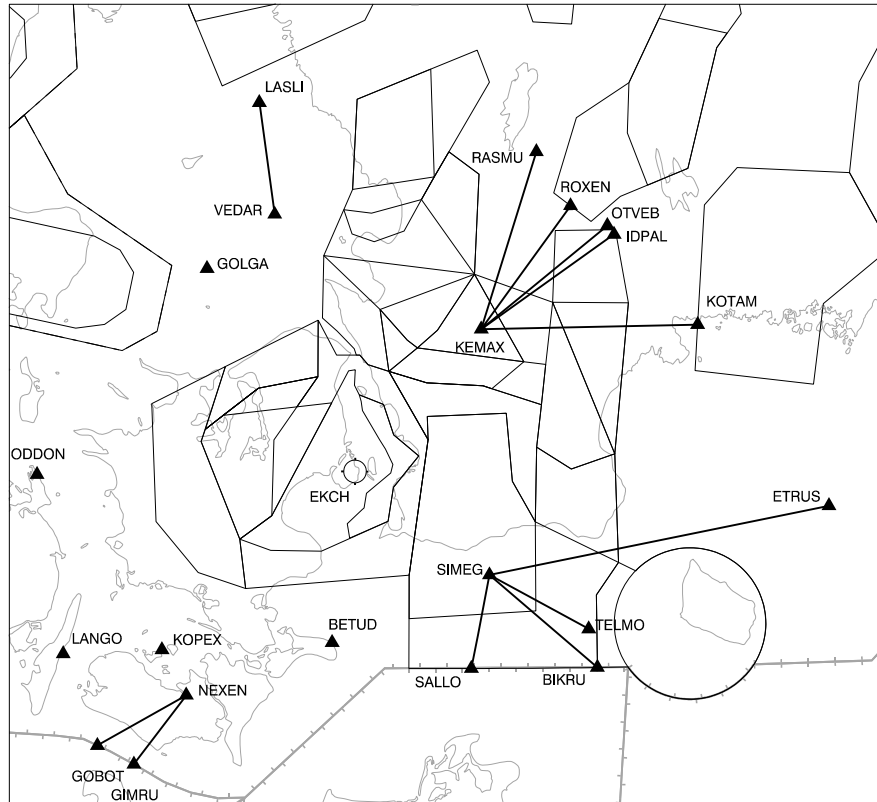 LASLI
RASMU
ROXEN
VEDAR
OTVEB
IDPAL
GOLGA
KOTAM
KEMAX
ODDON
EKCH
ETRUS
SIMEG
BETUD
TELMO
LANGO
KOPEX
SALLO
BIKRU
NEXEN
GOBOT
GIMRU